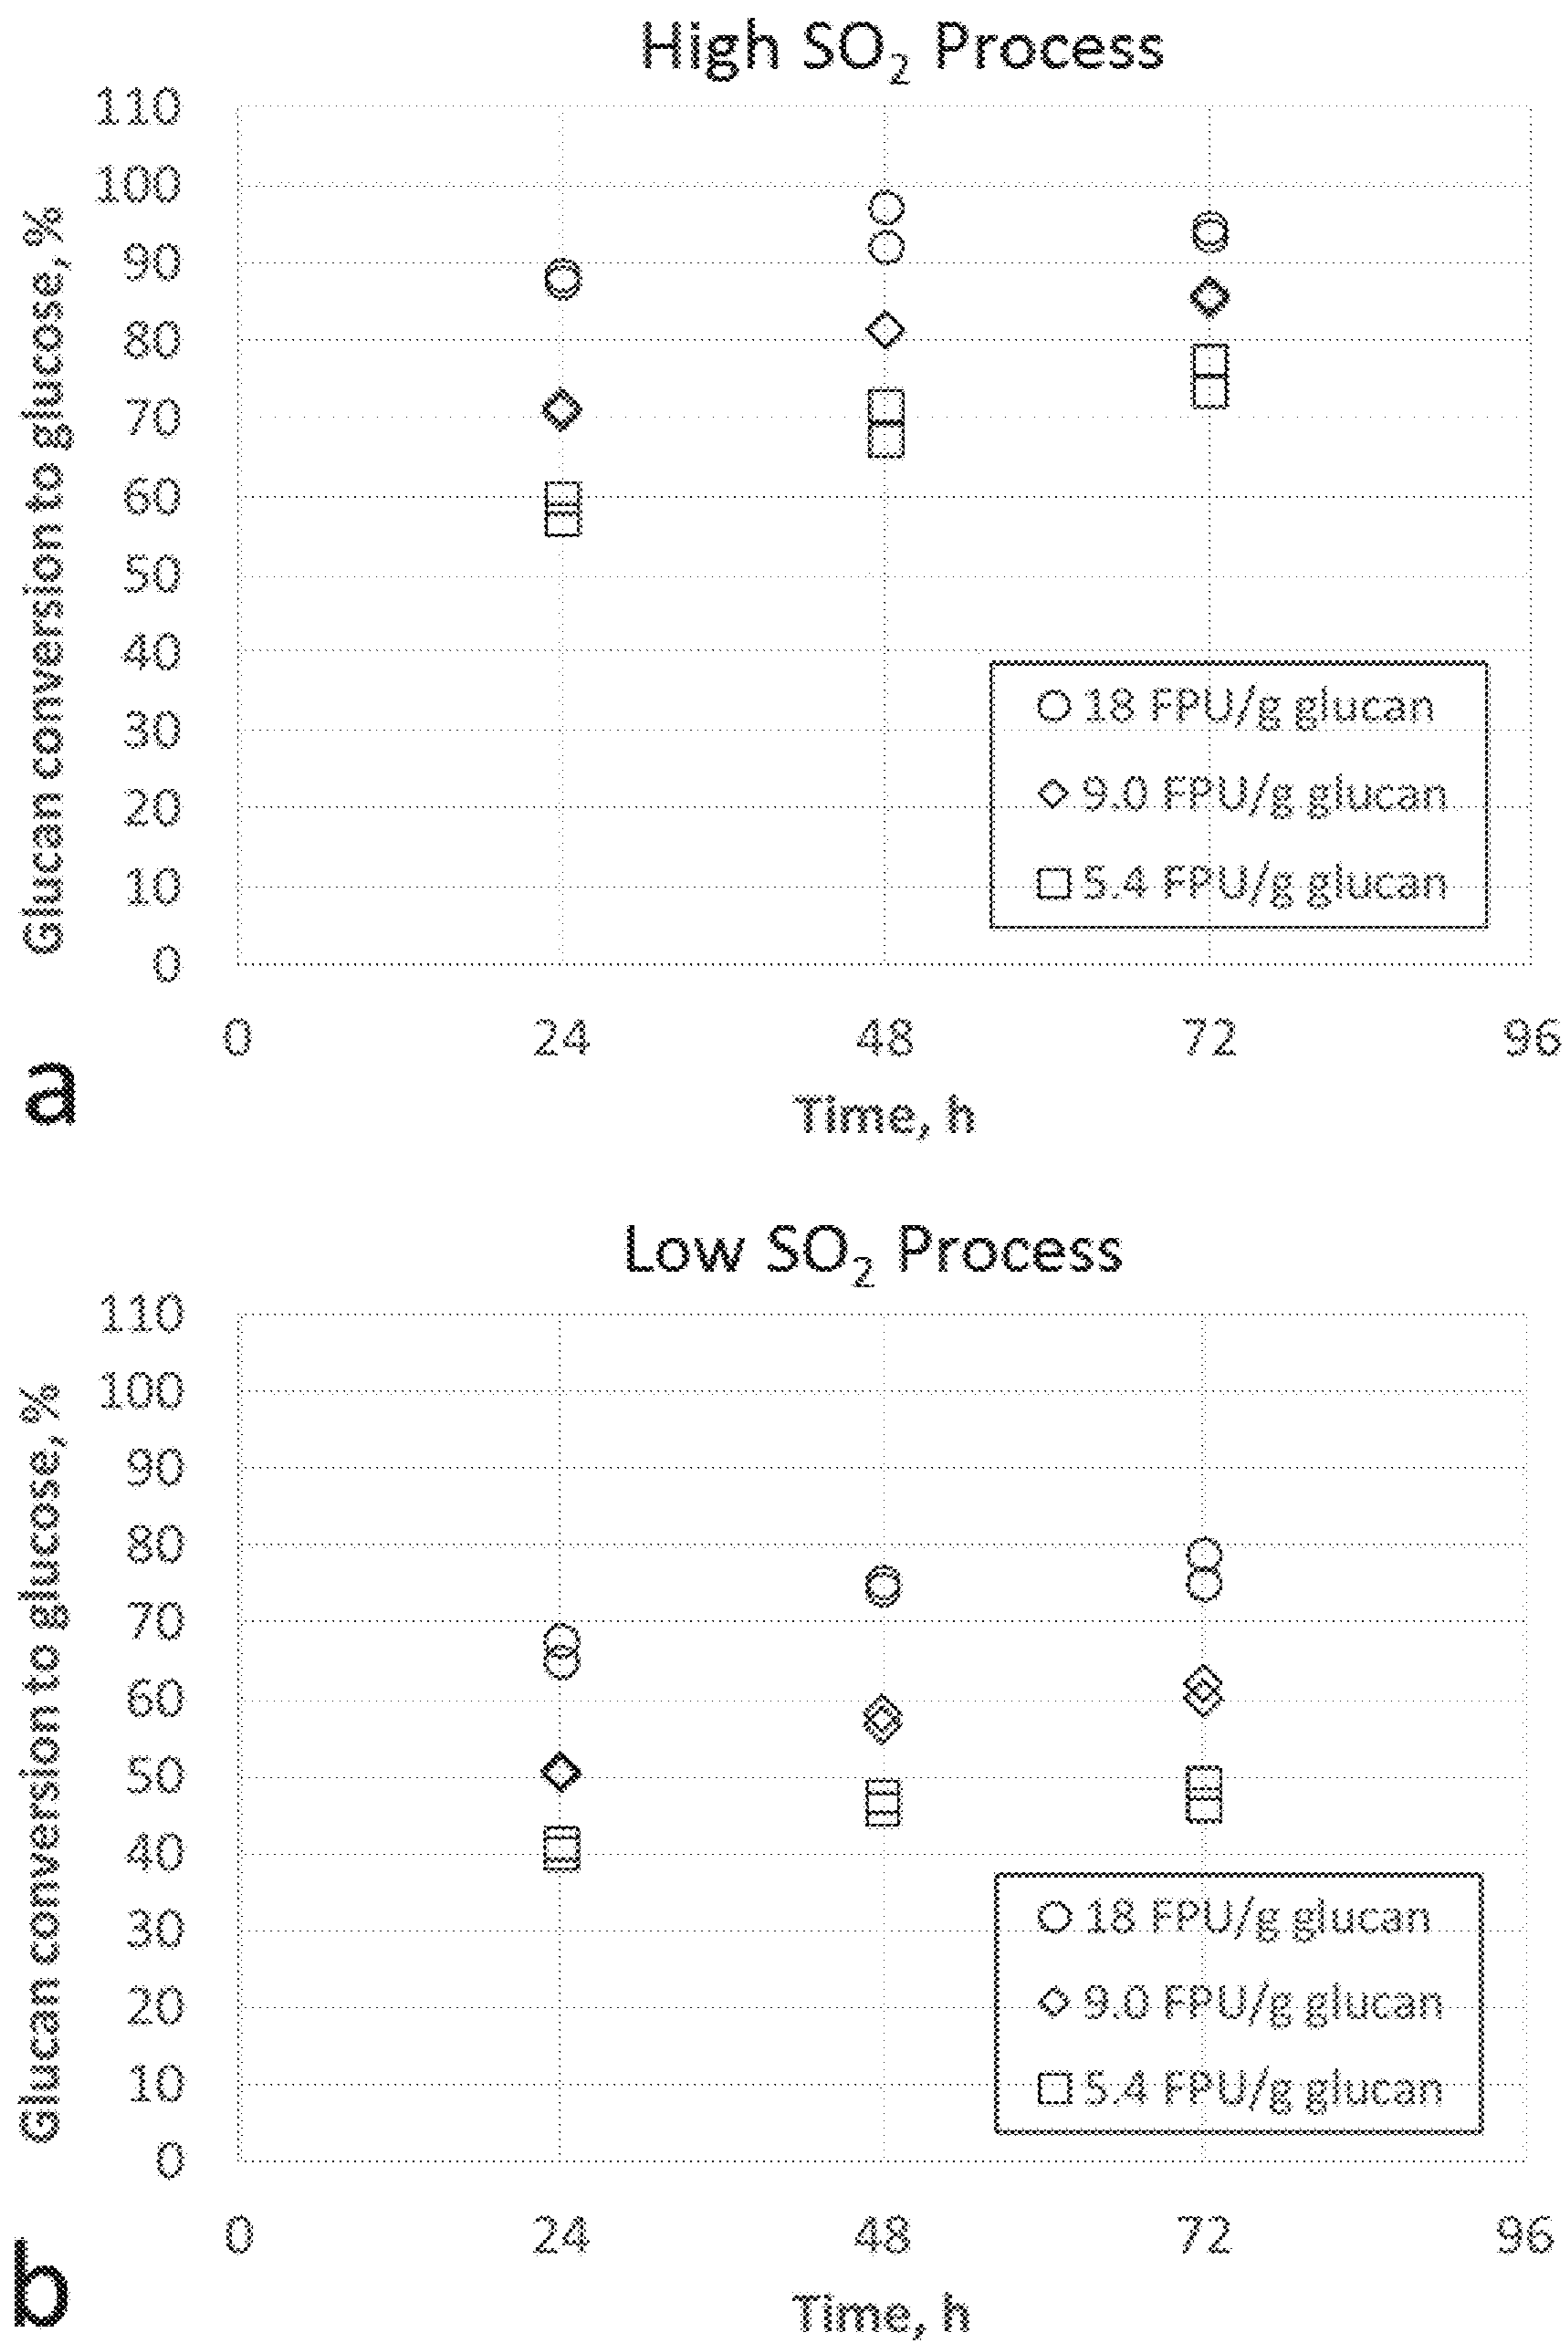 High SO₂ Process
Glucan conversion to glucose, %
110
100
90
80
70
60
50
40
30
20
10
0
18 FPU/g glucan
9.0 FPU/g glucan
5.4 FPU/g glucan
0 24 48 72 96
Time, h
a
Low SO₂ Process
Glucan conversion to glucose, %
110
100
90
80
70
60
50
40
30
20
10
0
18 FPU/g glucan
9.0 FPU/g glucan
5.4 FPU/g glucan
0 24 48 72 96
Time, h
b